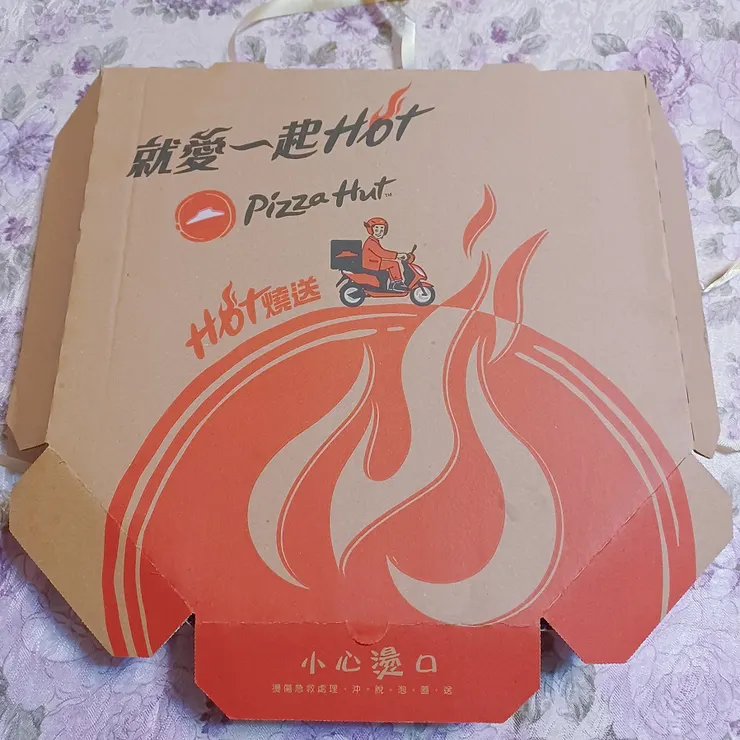 就愛一起Hot
Pizza Hut™
Hot燒送
小心燙口
燙傷急救處理，沖、脫、泡、蓋、送